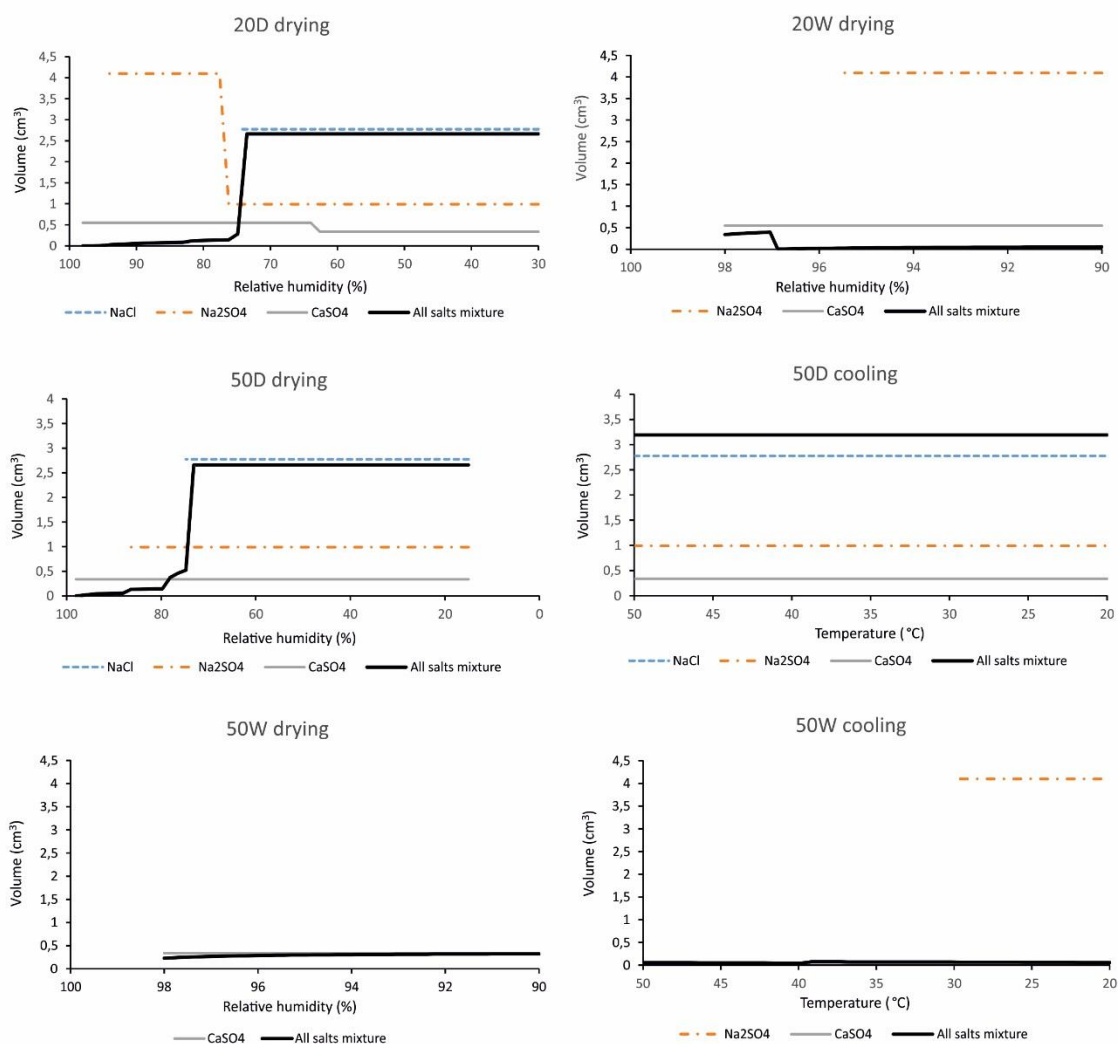 20D drying
Volume (cm³)
4,5
4
3,5
3
2,5
2
1,5
1
0,5
0
100 90 80 70 60 50 40 30
Relative humidity (%)
NaCl Na2SO4 CaSO4 All salts mixture
20W drying
Volume (cm³)
4,5
4
3,5
3
2,5
2
1,5
1
0,5
0
100 98 96 94 92 90
Relative humidity (%)
Na2SO4 CaSO4 All salts mixture
50D drying
Volume (cm³)
4
3,5
3
2,5
2
1,5
1
0,5
0
100 80 60 40 20 0
Relative humidity (%)
NaCl Na2SO4 CaSO4 All salts mixture
50D cooling
Volume (cm³)
4
3,5
3
2,5
2
1,5
1
0,5
0
50 45 40 35 30 25 20
Temperature (°C)
NaCl Na2SO4 CaSO4 All salts mixture
50W drying
Volume (cm³)
4,5
4
3,5
3
2,5
2
1,5
1
0,5
0
100 98 96 94 92 90
Relative humidity (%)
CaSO4 All salts mixture
50W cooling
Volume (cm³)
4,5
4
3,5
3
2,5
2
1,5
1
0,5
0
50 45 40 35 30 25 20
Temperature (°C)
Na2SO4 CaSO4 All salts mixture